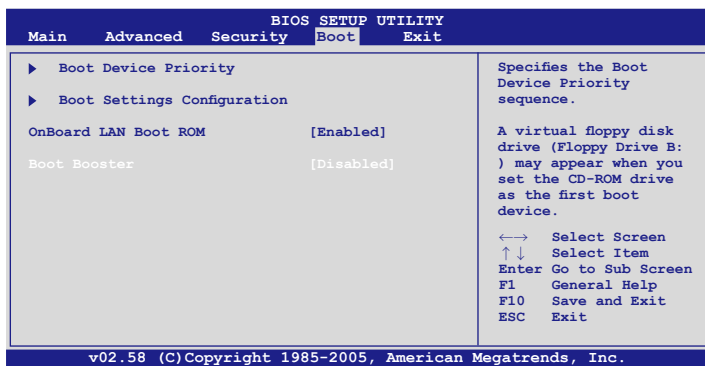 BIOS SETUP UTILITY
Main Advanced Security Boot Exit
Boot Device Priority
Boot Settings Configuration
OnBoard LAN Boot ROM [Enabled]
Boot Booster [Disabled]
Specifies the Boot
Device Priority
sequence.
A virtual floppy disk
drive (Floppy Drive B:
) may appear when you
set the CD-ROM drive
as the first boot
device.
←→ Select Screen
↑↓ Select Item
Enter Go to Sub Screen
F1 General Help
F10 Save and Exit
ESC Exit
v02.58 (C)Copyright 1985-2005, American Megatrends, Inc.